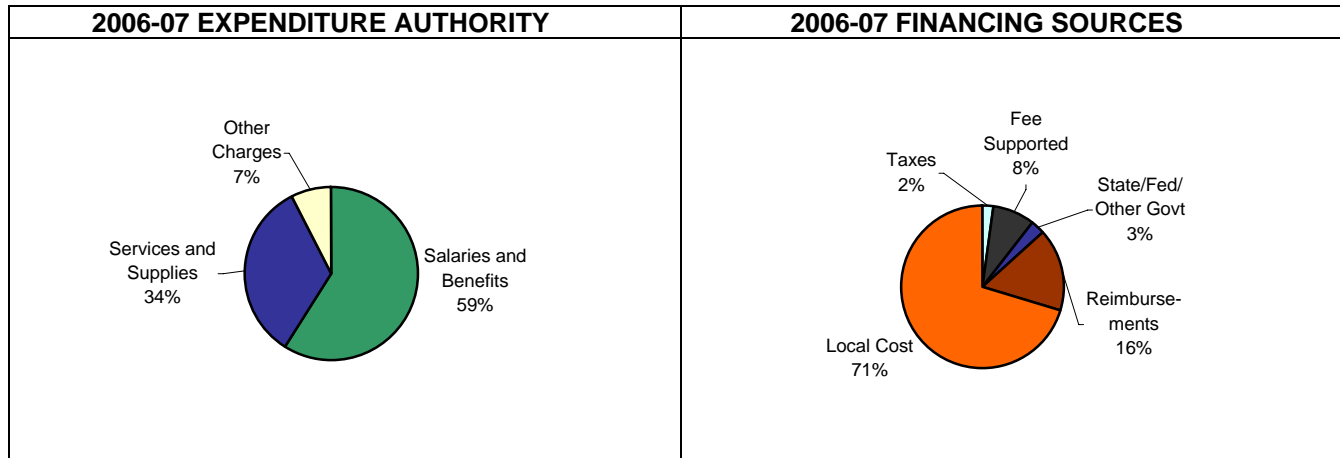 2006-07 EXPENDITURE AUTHORITY
2006-07 FINANCING SOURCES
Other
Charges
7%
Services and
Supplies
34%
Salaries and
Benefits
59%
Taxes
2%
Fee
Supported
8%
State/Fed/
Other Govt
3%
Reimburse-
ments
16%
Local Cost
71%